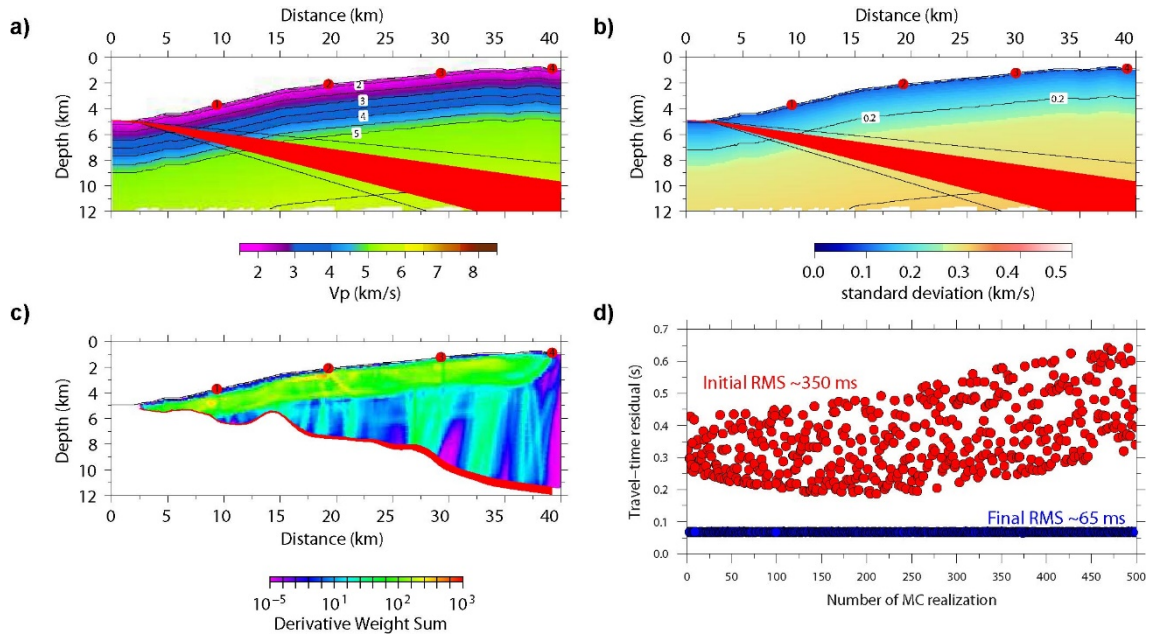 Distance (km)
a)
0 5 10 15 20 25 30 35 40
Depth (km)
0
2
4
6
8
10
12
2
3
4
5
2 3 4 5 6 7 8
Vp (km/s)
Distance (km)
b)
0 5 10 15 20 25 30 35 40
Depth (km)
0
2
4
6
8
10
12
0.2
0.2
0.0 0.1 0.2 0.3 0.4 0.5
standard deviation (km/s)
c)
Depth (km)
0
2
4
6
8
10
12
0 5 10 15 20 25 30 35 40
Distance (km)
10-5 101 102 103
Derivative Weight Sum
d)
Travel-time residual (s)
0.7
0.6
0.5
0.4
0.3
0.2
0.1
0.0
Initial RMS ~350 ms
Final RMS ~65 ms
0 50 100 150 200 250 300 350 400 450 500
Number of MC realization